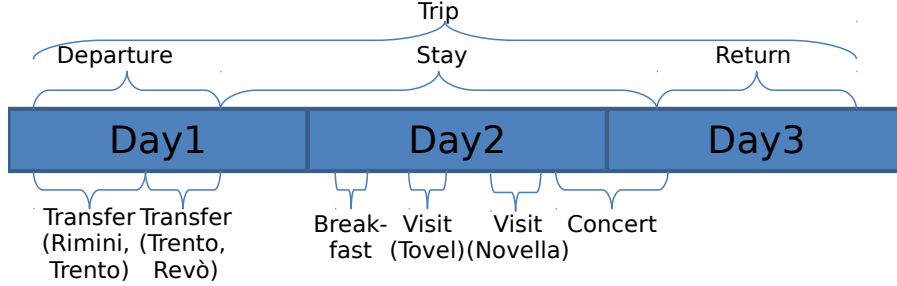 Trip
Departure
Stay
Return
Day1
Day2
Day3
Transfer
(Rimini,
Trento)
Transfer
(Trento,
Revò)
Break-
fast
Visit
(Tovel)
Visit
(Novella)
Concert